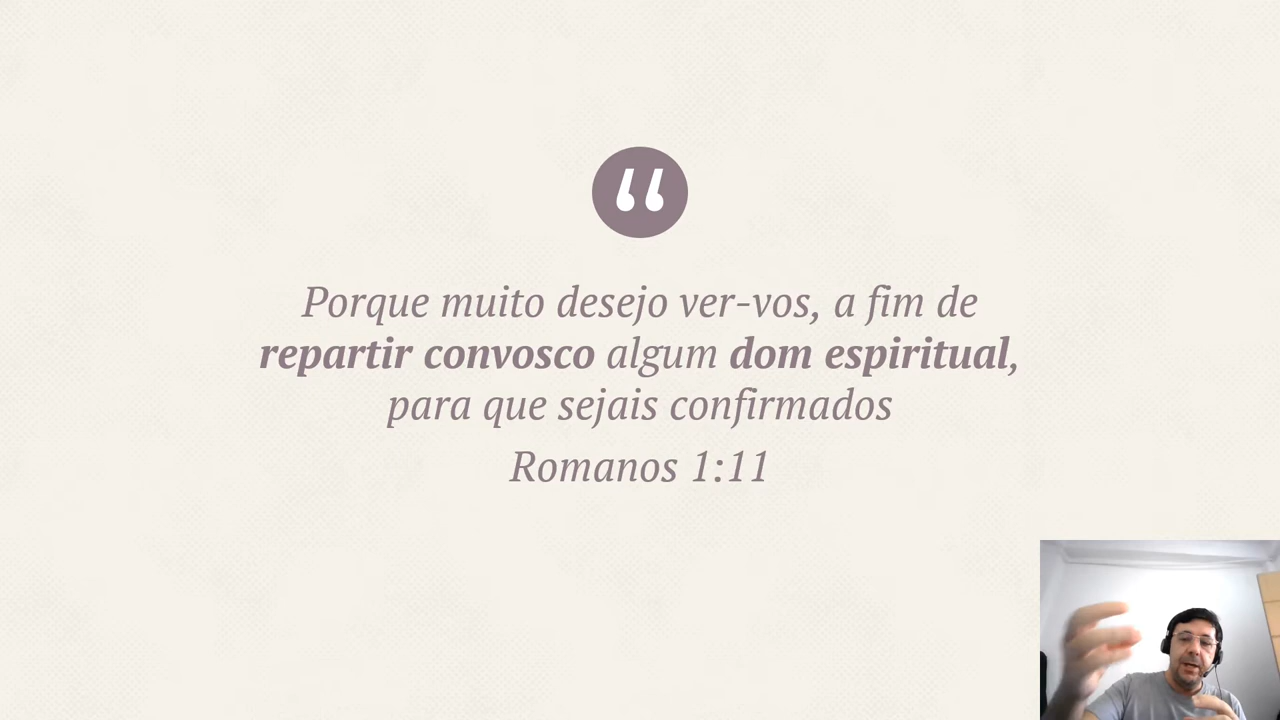 “
Porque muito desejo ver-vos, a fim de
repartir convosco algum dom espiritual,
para que sejais confirmados
Romanos 1:11